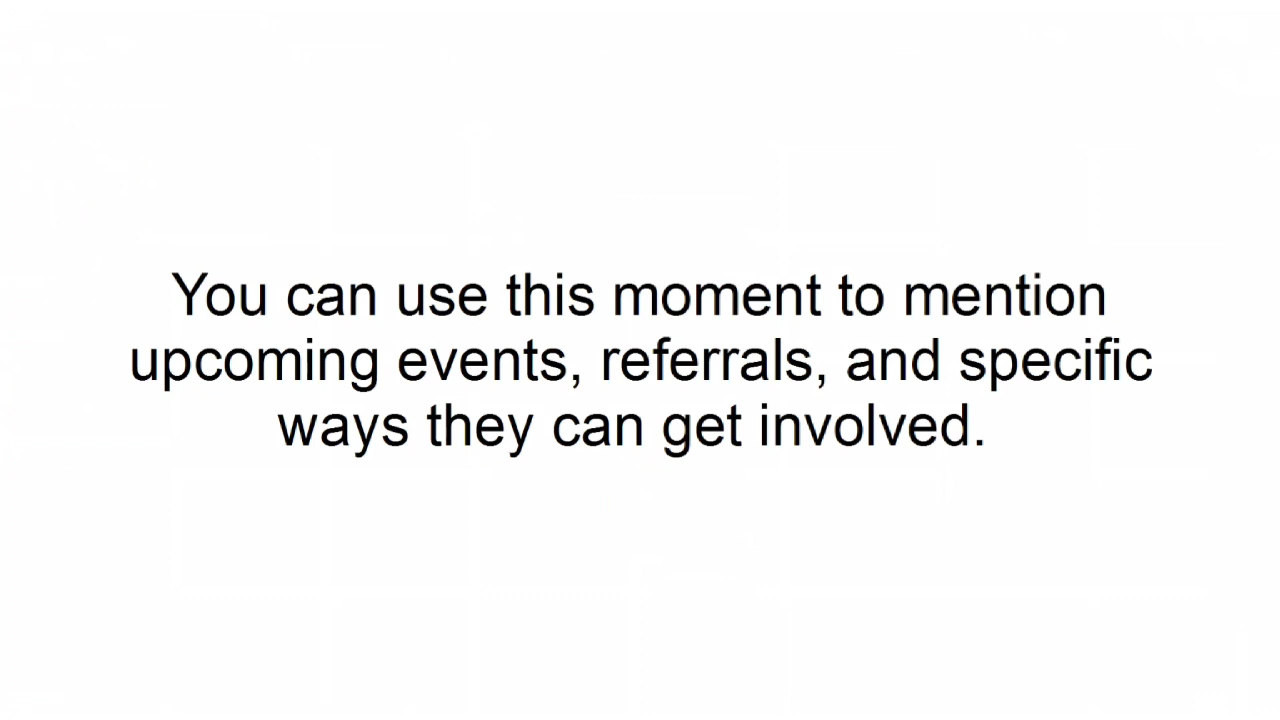 You can use this moment to mention
upcoming events, referrals, and specific
ways they can get involved.